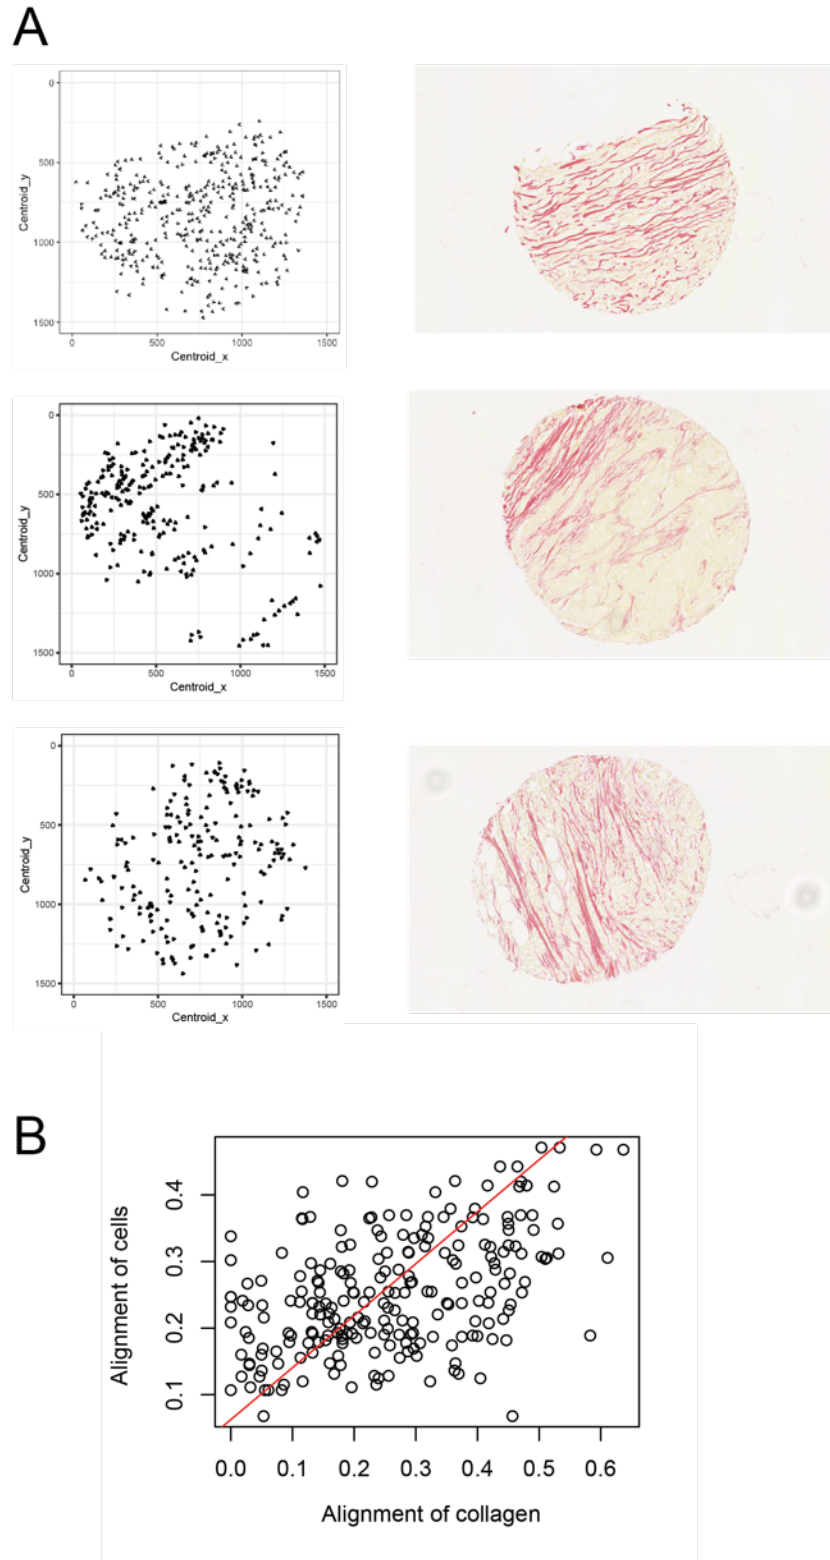 A
0
500
1000
1500
Centroid_y
0 500 1000 1500
Centroid_x
0
500
1000
1500
Centroid_y
0 500 1000 1500
Centroid_x
0
500
1000
1500
Centroid_y
0 500 1000 1500
Centroid_x
B
0.4
0.3
0.2
0.1
Alignment of cells
0.0 0.1 0.2 0.3 0.4 0.5 0.6
Alignment of collagen